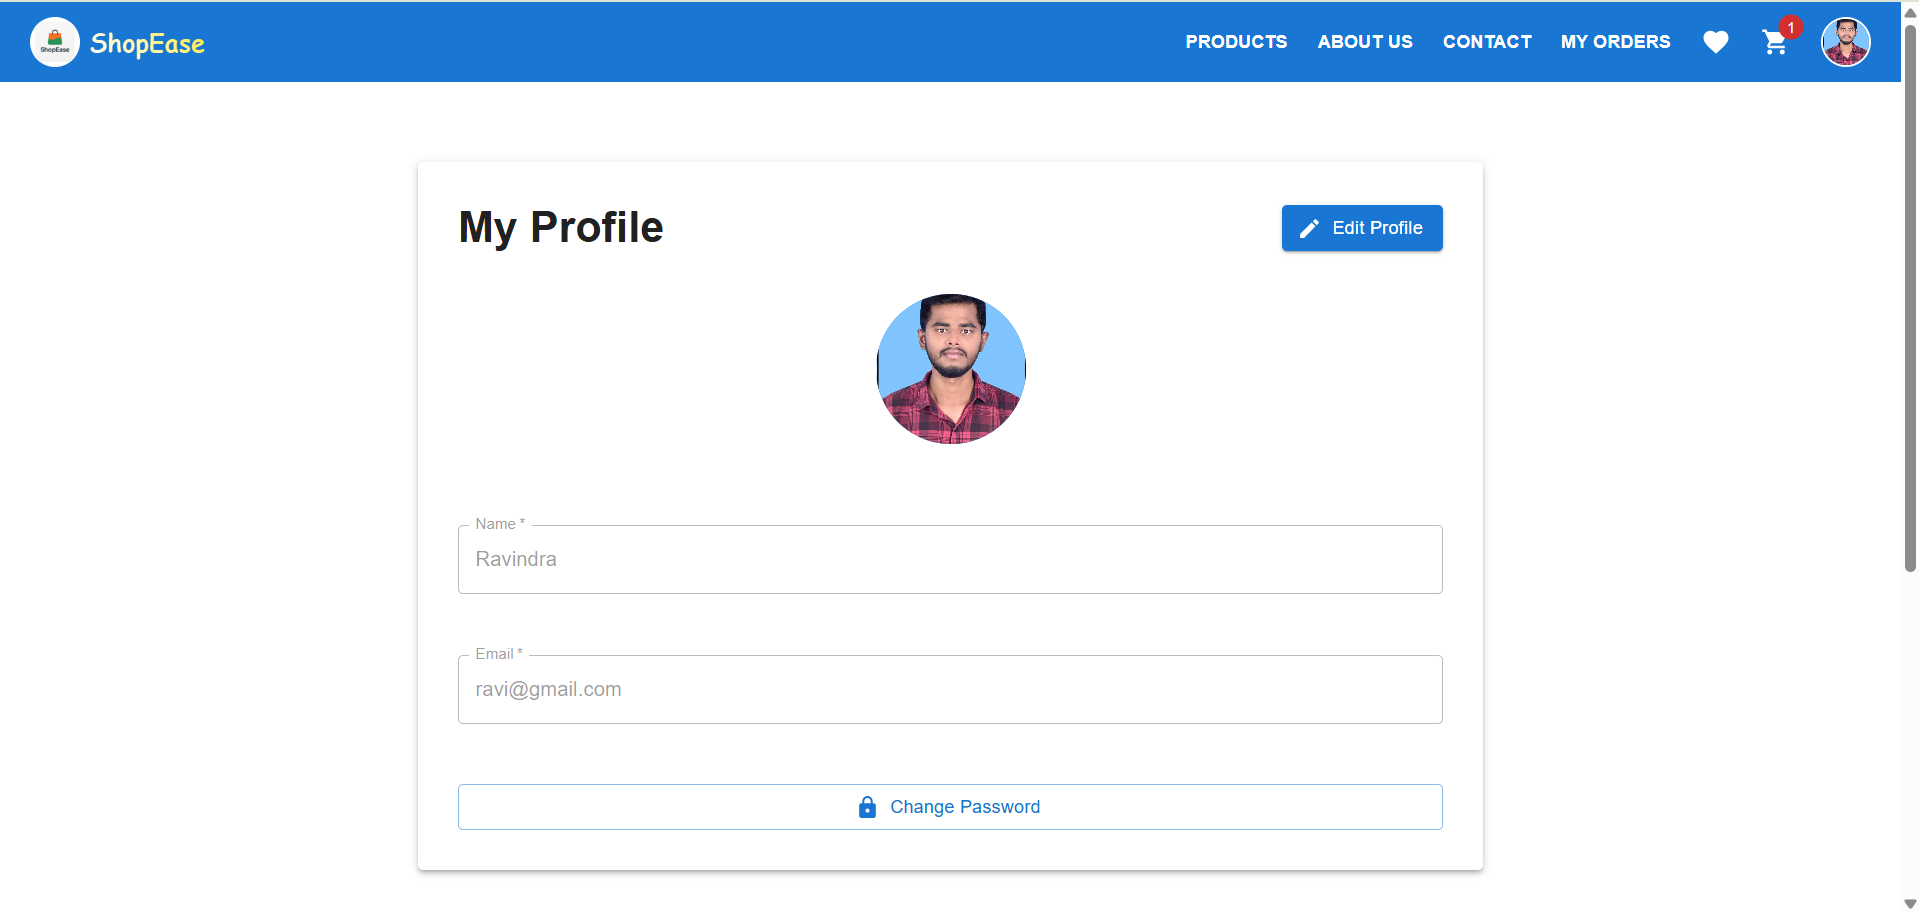 ShopEase
ShopEase
PRODUCTS
ABOUT US
CONTACT
MY ORDERS
1
My Profile
Edit Profile
Name *
Ravindra
Email *
ravi@gmail.com
Change Password